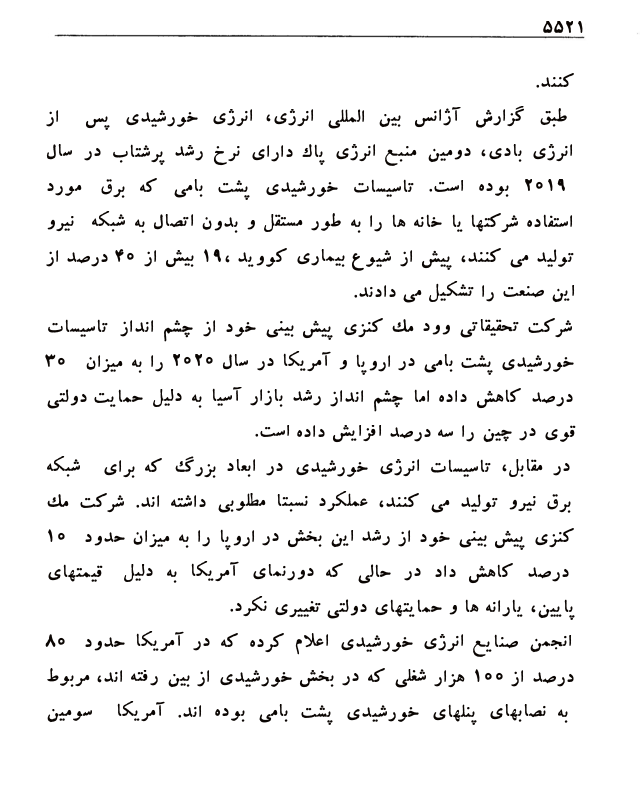 ۵۵۲۱
کنند.
طبق گزارش آژانس بین المللی انرژی، انرژی خورشیدی پس از
انرژی بادی، دومین منبع انرژی پاک دارای نرخ رشد پرشتاب در سال
۲۰۱۹ بوده است. تاسیسات خورشیدی پشت بامی که برق مورد
استفاده شرکتها یا خانه ها را به طور مستقل و بدون اتصال به شبکه نیرو
تولید می کنند، پیش از شیوع بیماری کووید ،۱۹ بیش از ۴۰ درصد از
این صنعت را تشکیل می دادند.
شرکت تحقیقاتی وود مک کنزی پیش بینی خود از چشم انداز تاسیسات
خورشیدی پشت بامی در اروپا و آمریکا در سال ۲۰۲۰ را به میزان ۳۰
درصد کاهش داده اما چشم انداز رشد بازار آسیا به دلیل حمایت دولتی
قوی در چین را سه درصد افزایش داده است.
در مقابل، تاسیسات انرژی خورشیدی در ابعاد بزرگ که برای شبکه
برق نیرو تولید می کنند، عملکرد نسبتا مطلوبی داشته اند. شرکت مک
کنزی پیش بینی خود از رشد این بخش در اروپا را به میزان حدود ۱۰
درصد کاهش داد در حالی که دورنمای آمریکا به دلیل قیمتهای
پایین، یارانه ها و حمایتهای دولتی تغییری نکرد.
انجمن صنایع انرژی خورشیدی اعلام کرده که در آمریکا حدود ۸۰
درصد از ۱۰۰ هزار شغلی که در بخش خورشیدی از بین رفته اند، مربوط
به نصابهای پنلهای خورشیدی پشت بامی بوده اند. آمریکا سومین